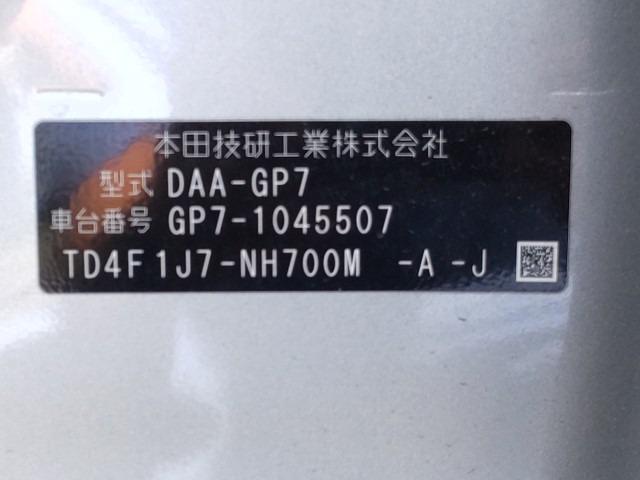 本田技研工業株式会社
型式 DAA-GP7
車台番号 GP7-1045507
TD4F1J7-NH700M -A -J